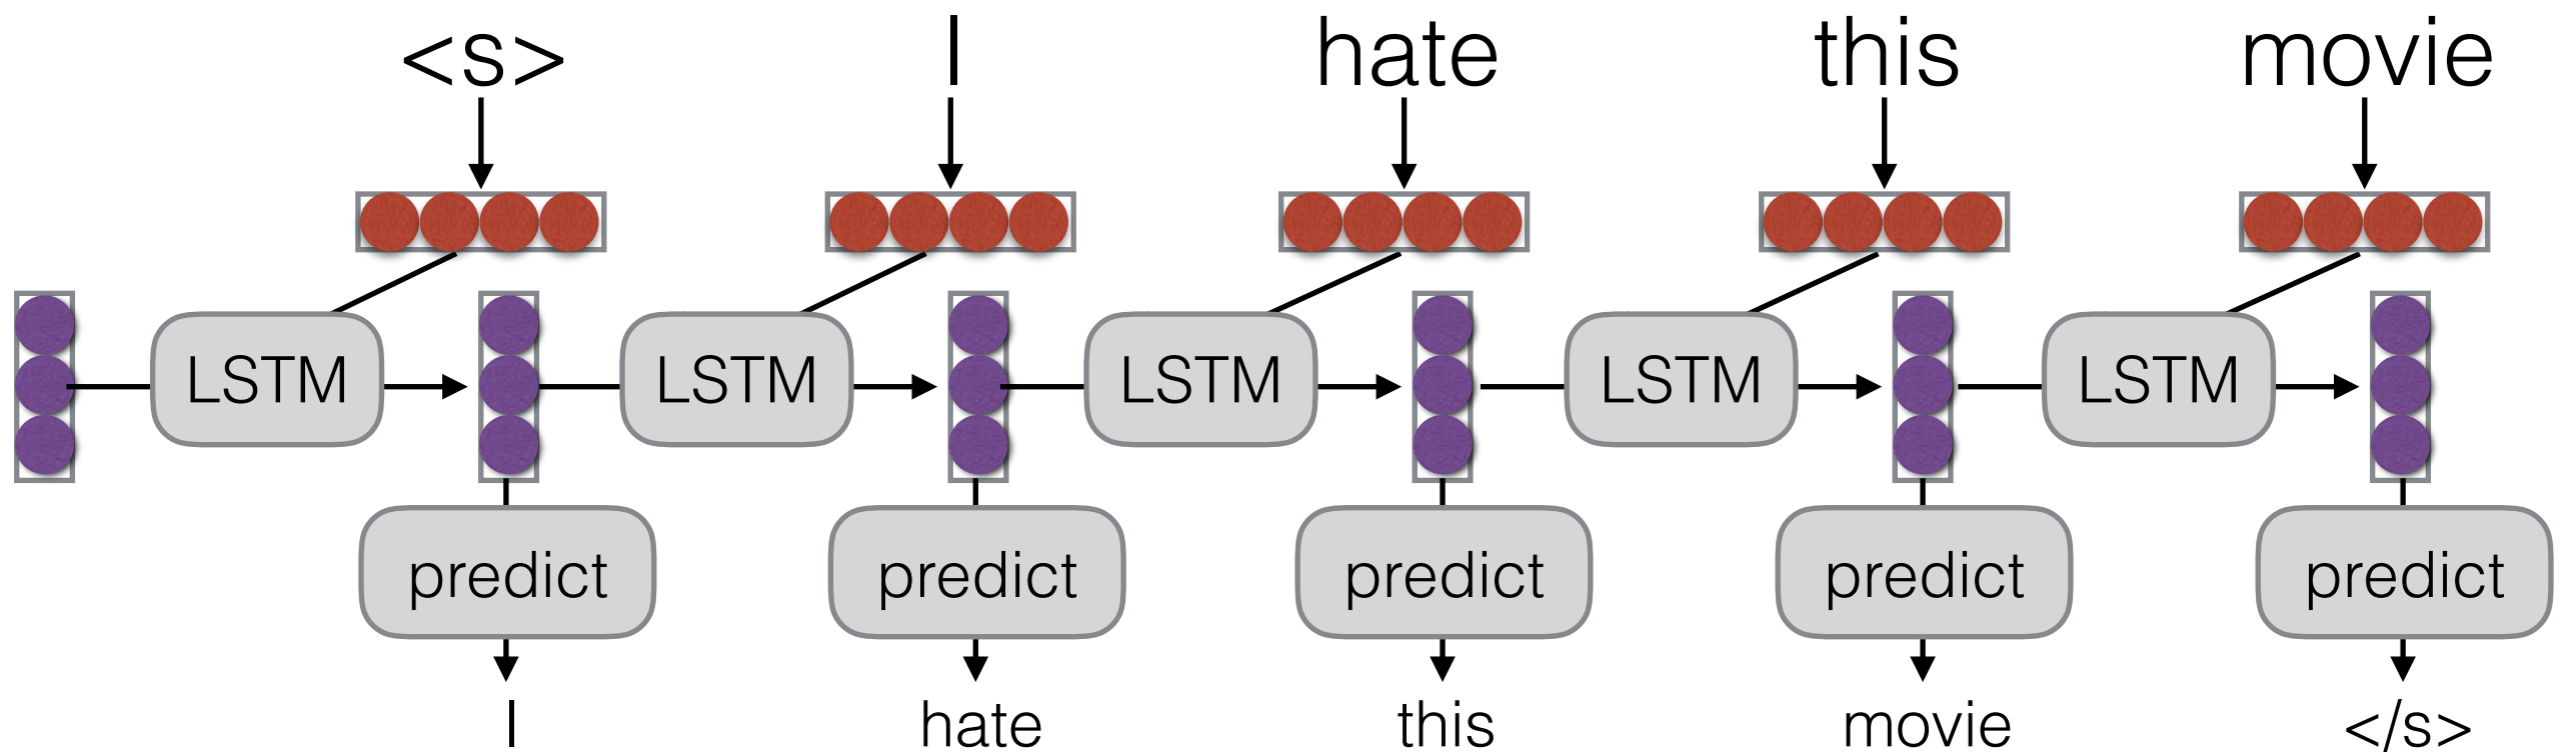 <s> I hate this movie
LSTM LSTM LSTM LSTM LSTM
predict predict predict predict predict
I hate this movie </s>